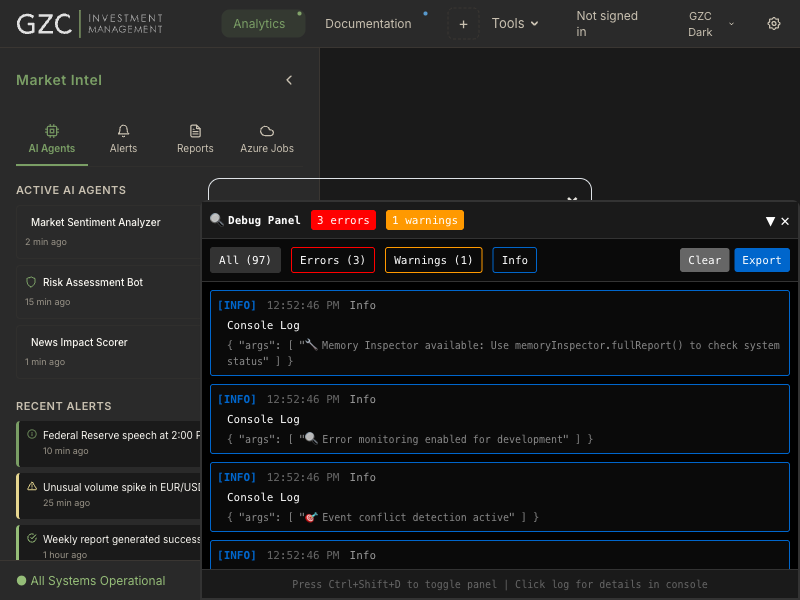 GZC INVESTMENT MANAGEMENT
Analytics
Documentation
+
Tools
Not signed in
GZC Dark
Market Intel
AI Agents
Alerts
Reports
Azure Jobs
ACTIVE AI AGENTS
Market Sentiment Analyzer
2 min ago
Risk Assessment Bot
15 min ago
News Impact Scorer
1 min ago
RECENT ALERTS
Federal Reserve speech at 2:00 P
10 min ago
Unusual volume spike in EUR/USD
25 min ago
Weekly report generated success
1 hour ago
All Systems Operational
Debug Panel 3 errors 1 warnings
▼ ✕
All (97) Errors (3) Warnings (1) Info Clear Export
[INFO] 12:52:46 PM Info
Console Log
{ "args": [ "🔧 Memory Inspector available: Use memoryInspector.fullReport() to check system
status" ] }
[INFO] 12:52:46 PM Info
Console Log
{ "args": [ "🔍 Error monitoring enabled for development" ] }
[INFO] 12:52:46 PM Info
Console Log
{ "args": [ "🎯 Event conflict detection active" ] }
[INFO] 12:52:46 PM Info
Press Ctrl+Shift+D to toggle panel | Click log for details in console